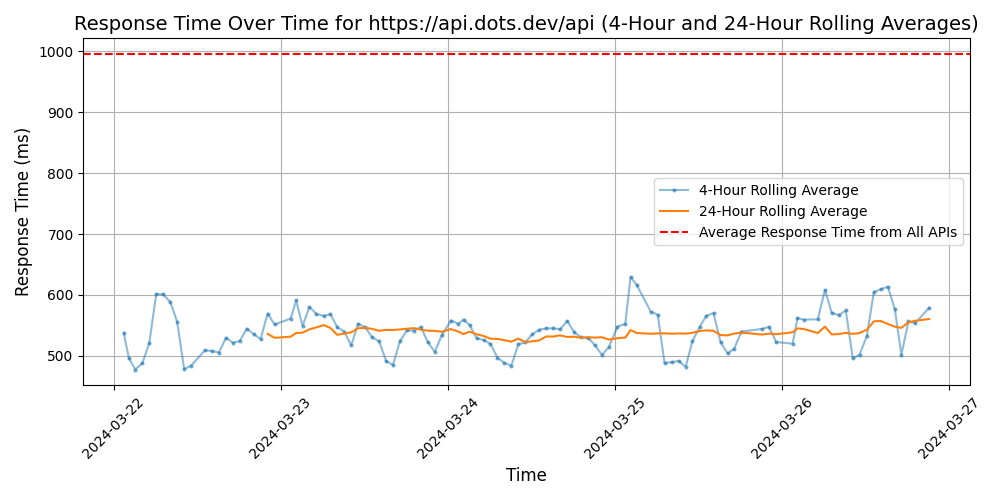 Response Time Over Time for https://api.dots.dev/api (4-Hour and 24-Hour Rolling Averages)
Response Time (ms)
1000
900
800
700
600
500
4-Hour Rolling Average
24-Hour Rolling Average
Average Response Time from All APIs
2024-03-22
2024-03-23
2024-03-24
2024-03-25
2024-03-26
2024-03-27
Time